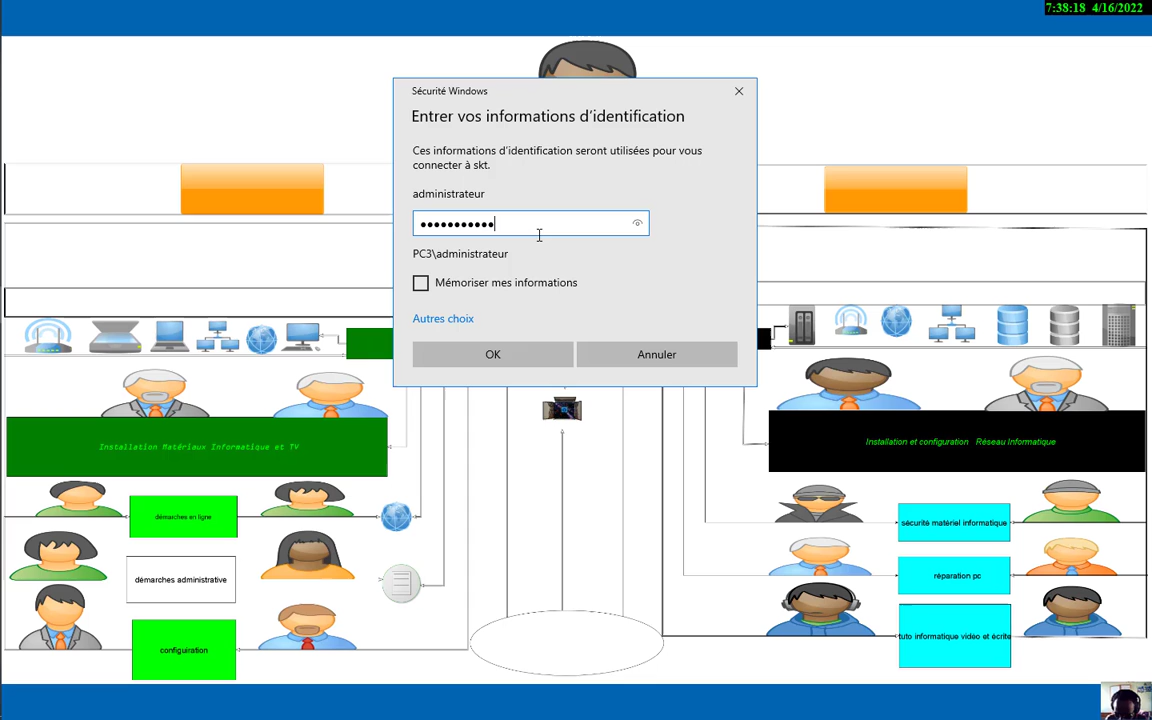 7:38:18 4/16/2022
Sécurité Windows
Entrer vos informations d'identification
Ces informations d'identification seront utilisées pour vous
connecter à skt.
administrateur
●●●●●●●●●●●
PC3\administrateur
Mémoriser mes informations
Autres choix
OK
Annuler
Installation Matériaux Informatique et TV
Installation et configuration Réseau Informatique
démarches en ligne
sécurité matériel informatique
démarches administrative
réparation pc
configuiration
tuto informatique vidéo et écrite